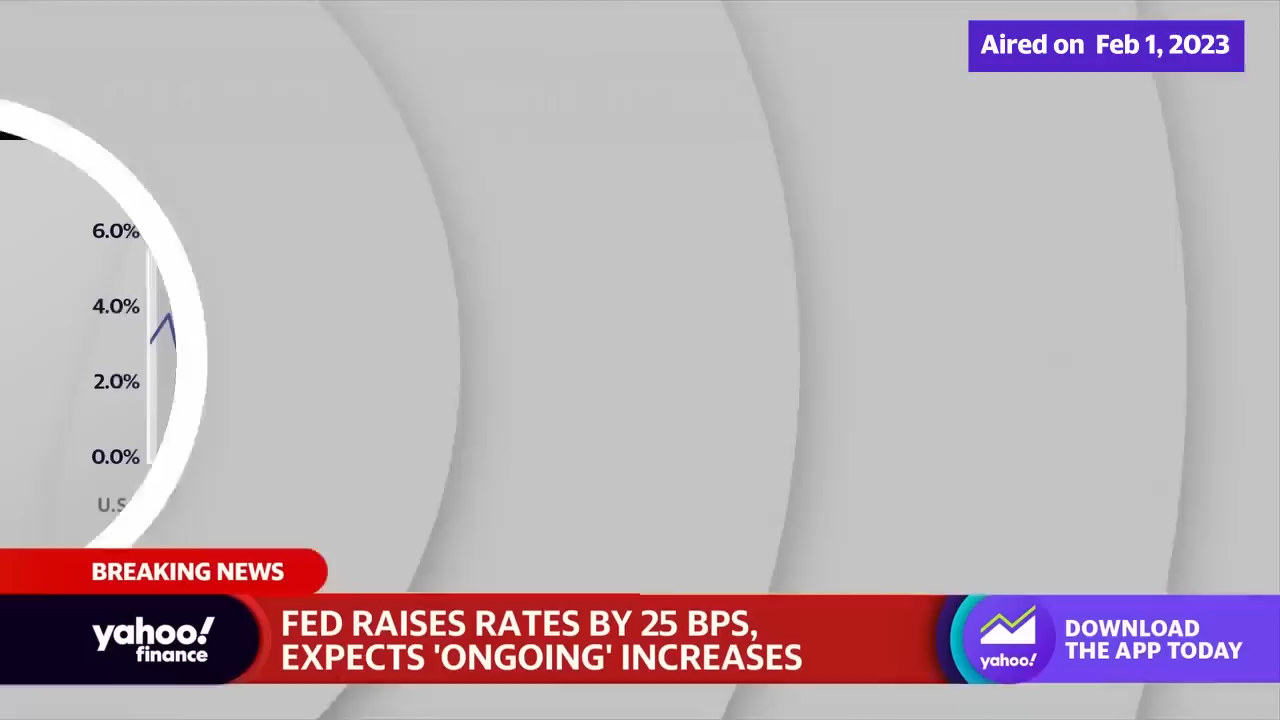 Aired on Feb 1, 2023
6.0%
4.0%
2.0%
0.0%
U.S
BREAKING NEWS
yahoo!
finance
FED RAISES RATES BY 25 BPS,
EXPECTS 'ONGOING' INCREASES
yahoo!
DOWNLOAD
THE APP TODAY